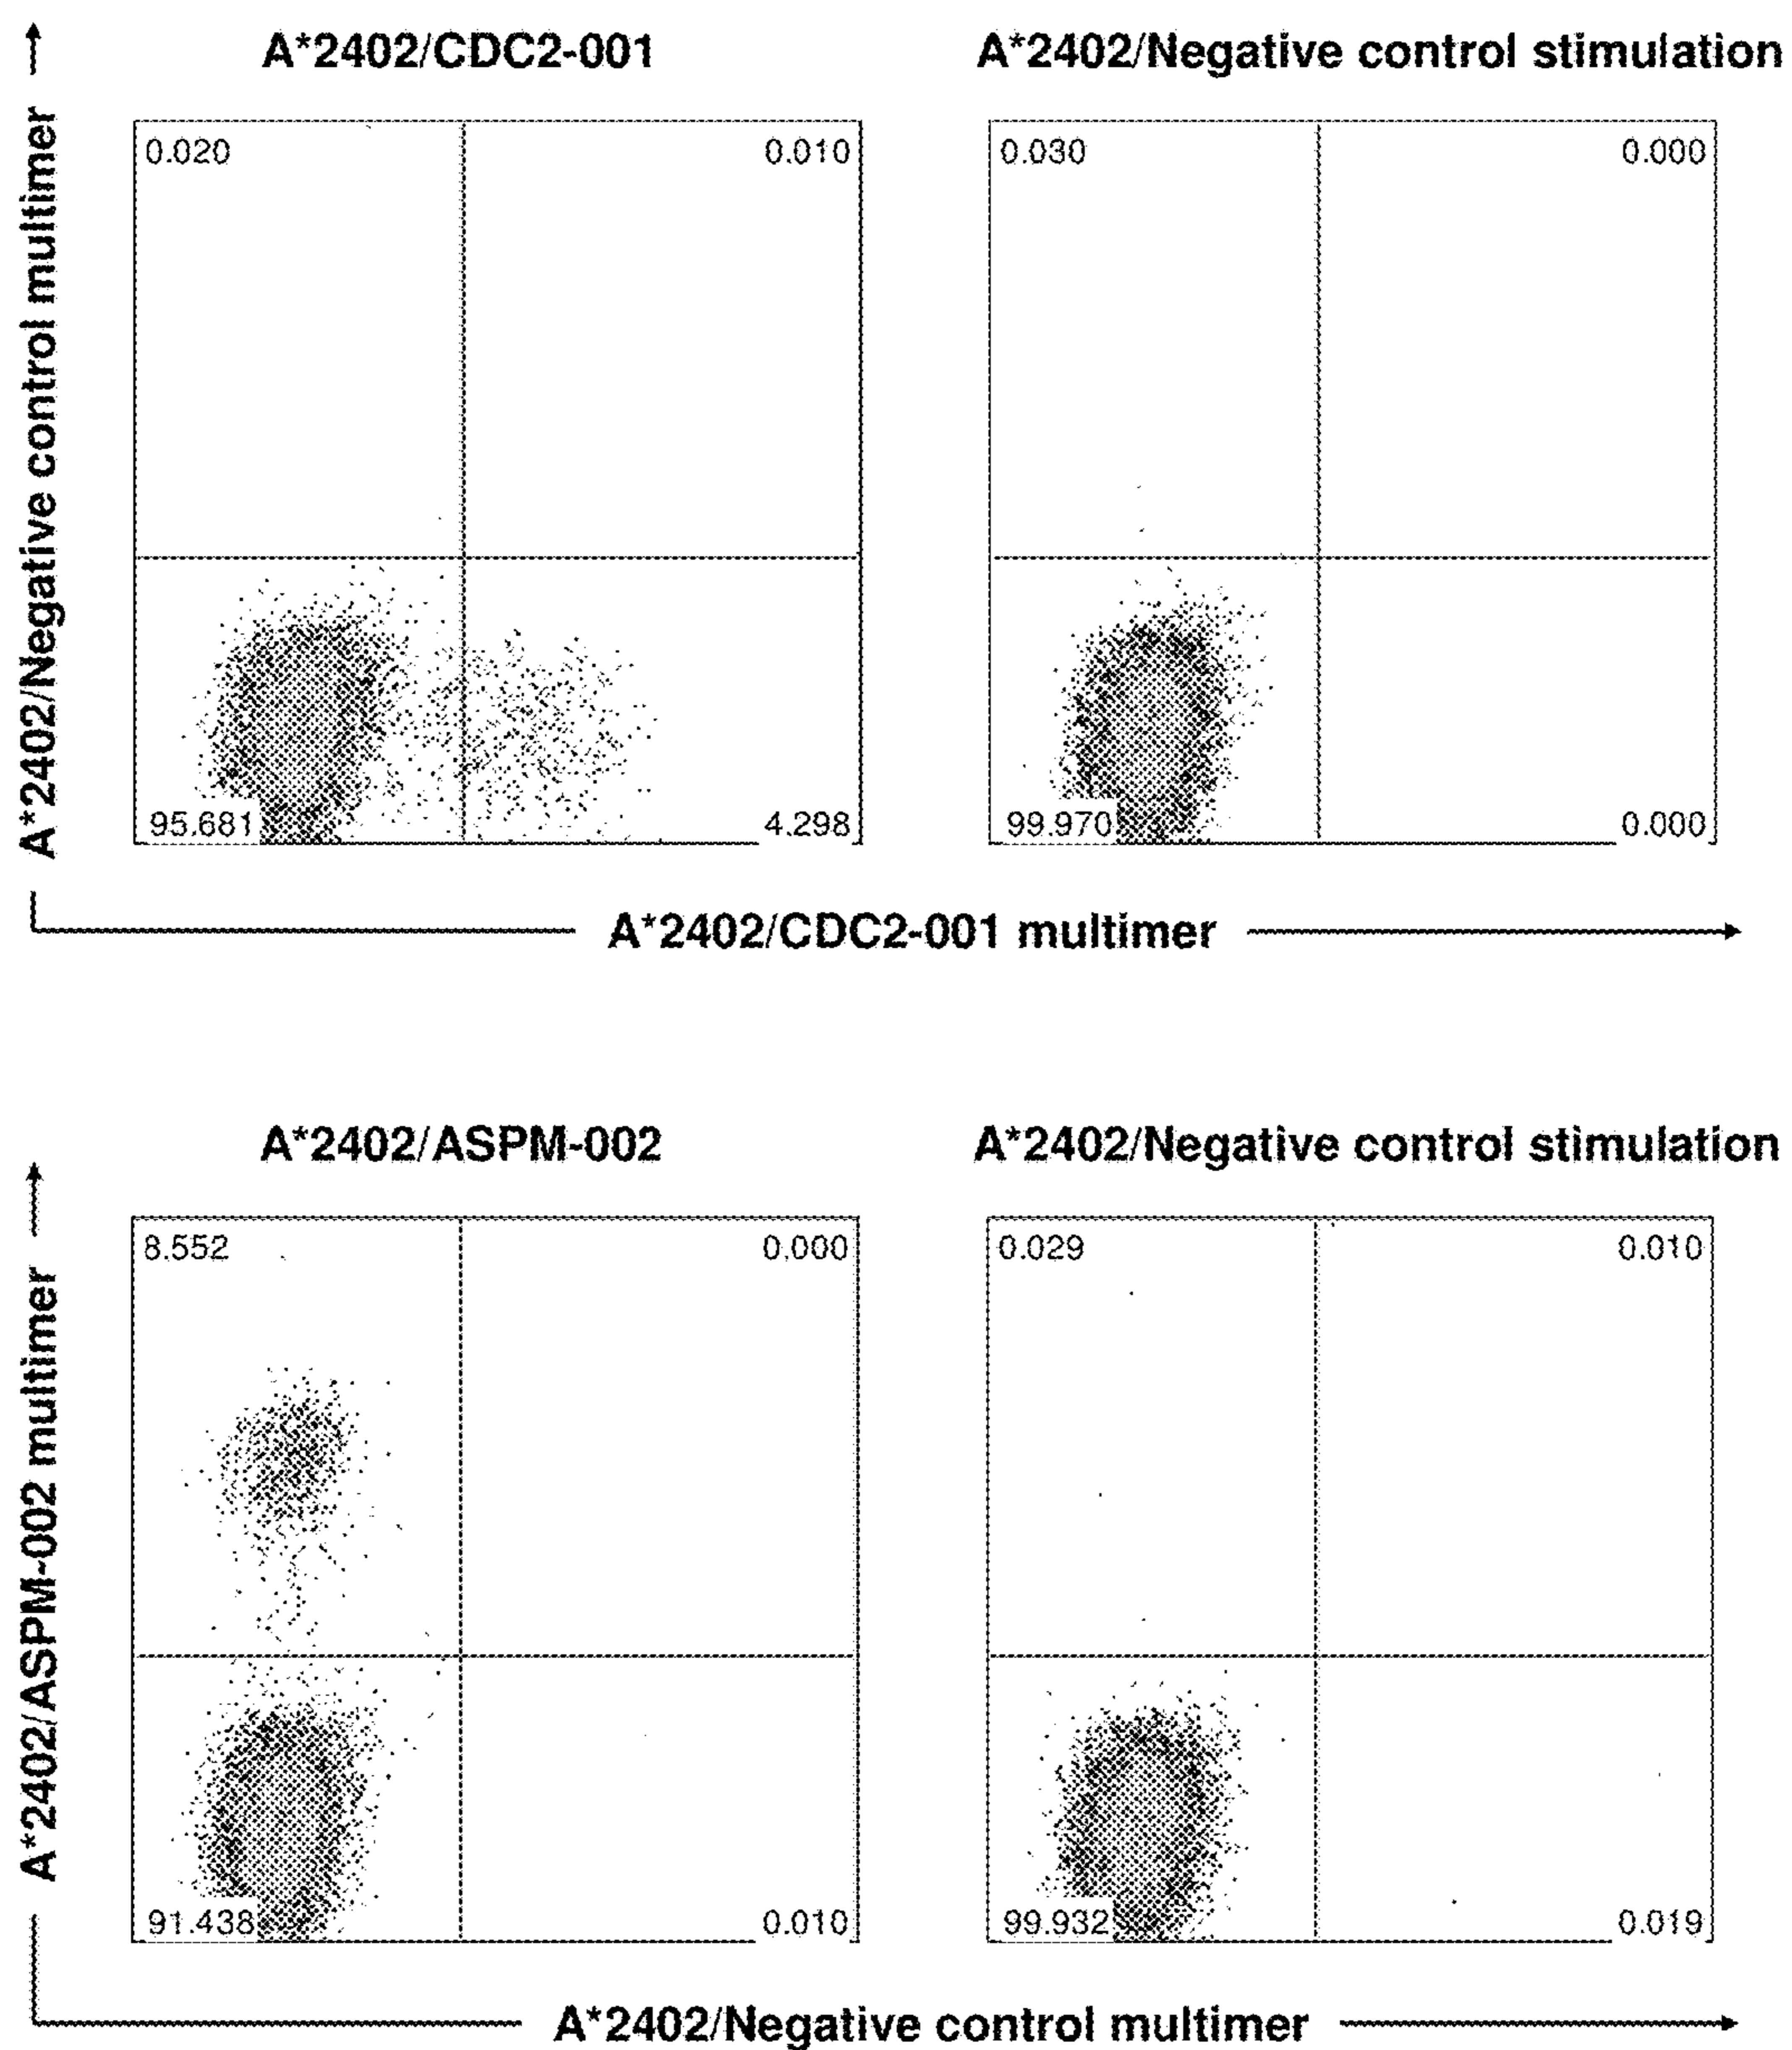 A*2402/CDC2-001
A*2402/Negative control stimulation
A*2402/Negative control multimer
0.020
0.010
95.681
4.298
0.030
0.000
99.970
0.000
A*2402/CDC2-001 multimer
A*2402/ASPM-002
A*2402/Negative control stimulation
A*2402/ASPM-002 multimer
8.552
0.000
91.438
0.010
0.029
0.010
99.932
0.019
A*2402/Negative control multimer